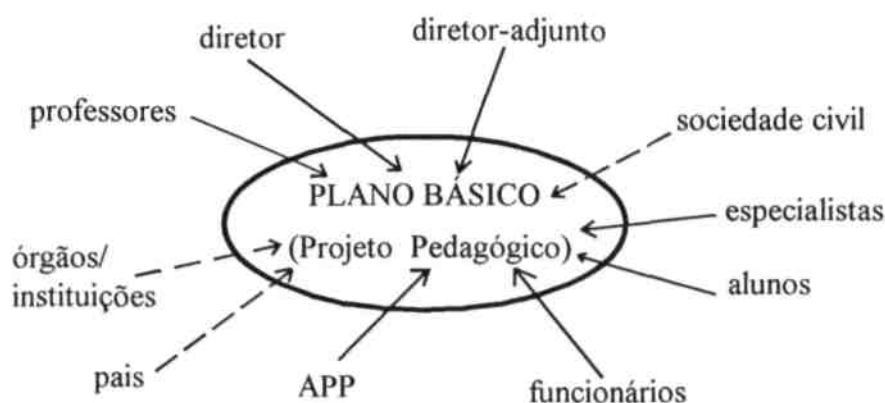 diretor
diretor-adjunto
professores
sociedade civil
PLANO BÁSICO
especialistas
(Projeto Pedagógico)
órgãos/
instituições
alunos
pais
APP
funcionários